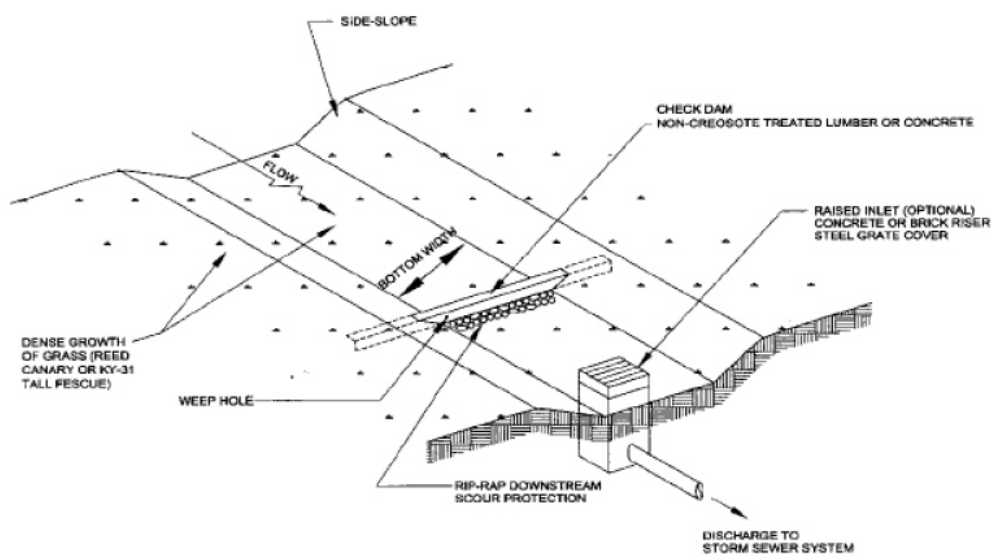 SIDE-SLOPE
CHECK DAM
NON-CREOSOTE TREATED LUMBER OR CONCRETE
FLOW
RAISED INLET (OPTIONAL)
CONCRETE OR BRICK RISER
STEEL GRATE COVER
BOTTOM WIDTH
DENSE GROWTH
OF GRASS (REED
CANARY OR KY-31
TALL FESCUE)
WEEP HOLE
RIP-RAP DOWNSTREAM
SCOUR PROTECTION
DISCHARGE TO
STORM SEWER SYSTEM